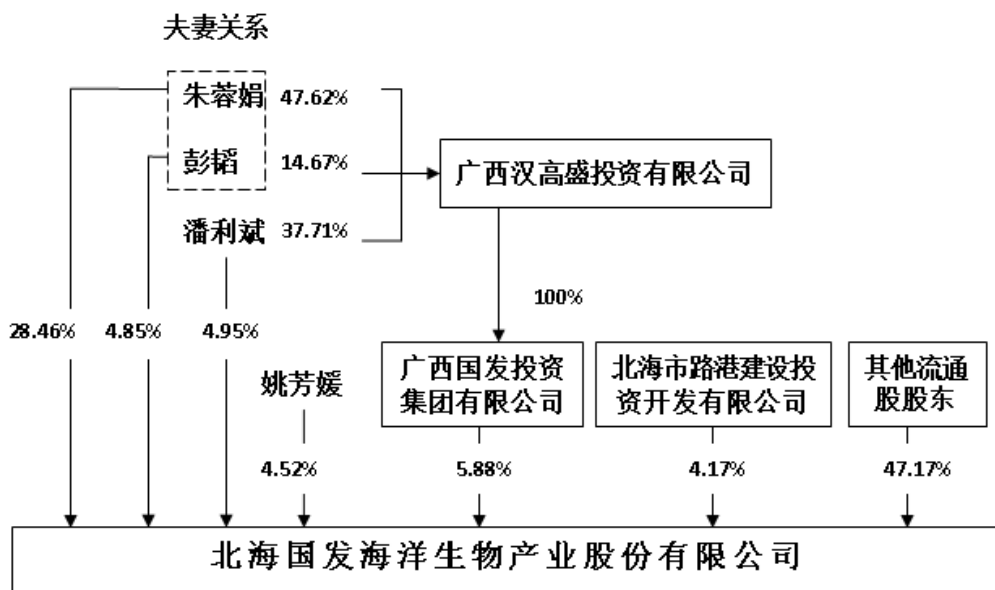 夫妻关系
朱蓉娟 47.62%
彭韬 14.67%
广西汉高盛投资有限公司
潘利斌 37.71%
100%
28.46% 4.85% 4.95%
姚芳媛
广西国发投资
集团有限公司
北海市路港建设投
资开发有限公司
其他流通
股股东
4.52% 5.88% 4.17% 47.17%
北海国发海洋生物产业股份有限公司